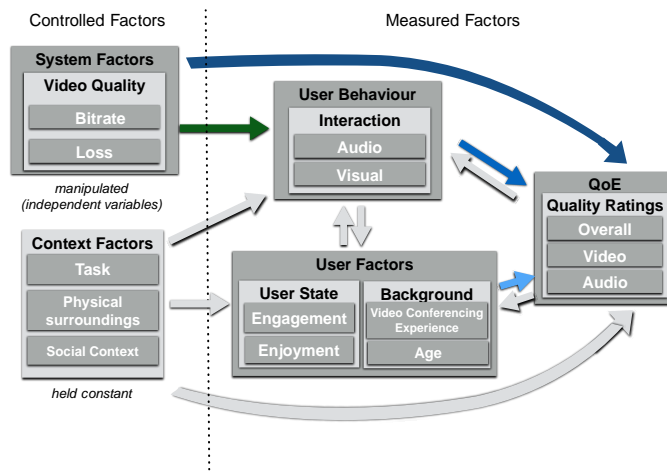 Controlled Factors
Measured Factors
System Factors
Video Quality
Bitrate
Loss
manipulated
(independent variables)
Context Factors
Task
Physical
surroundings
Social Context
held constant
User Behaviour
Interaction
Audio
Visual
User Factors
User State
Engagement
Enjoyment
Background
Video Conferencing
Experience
Age
QoE
Quality Ratings
Overall
Video
Audio